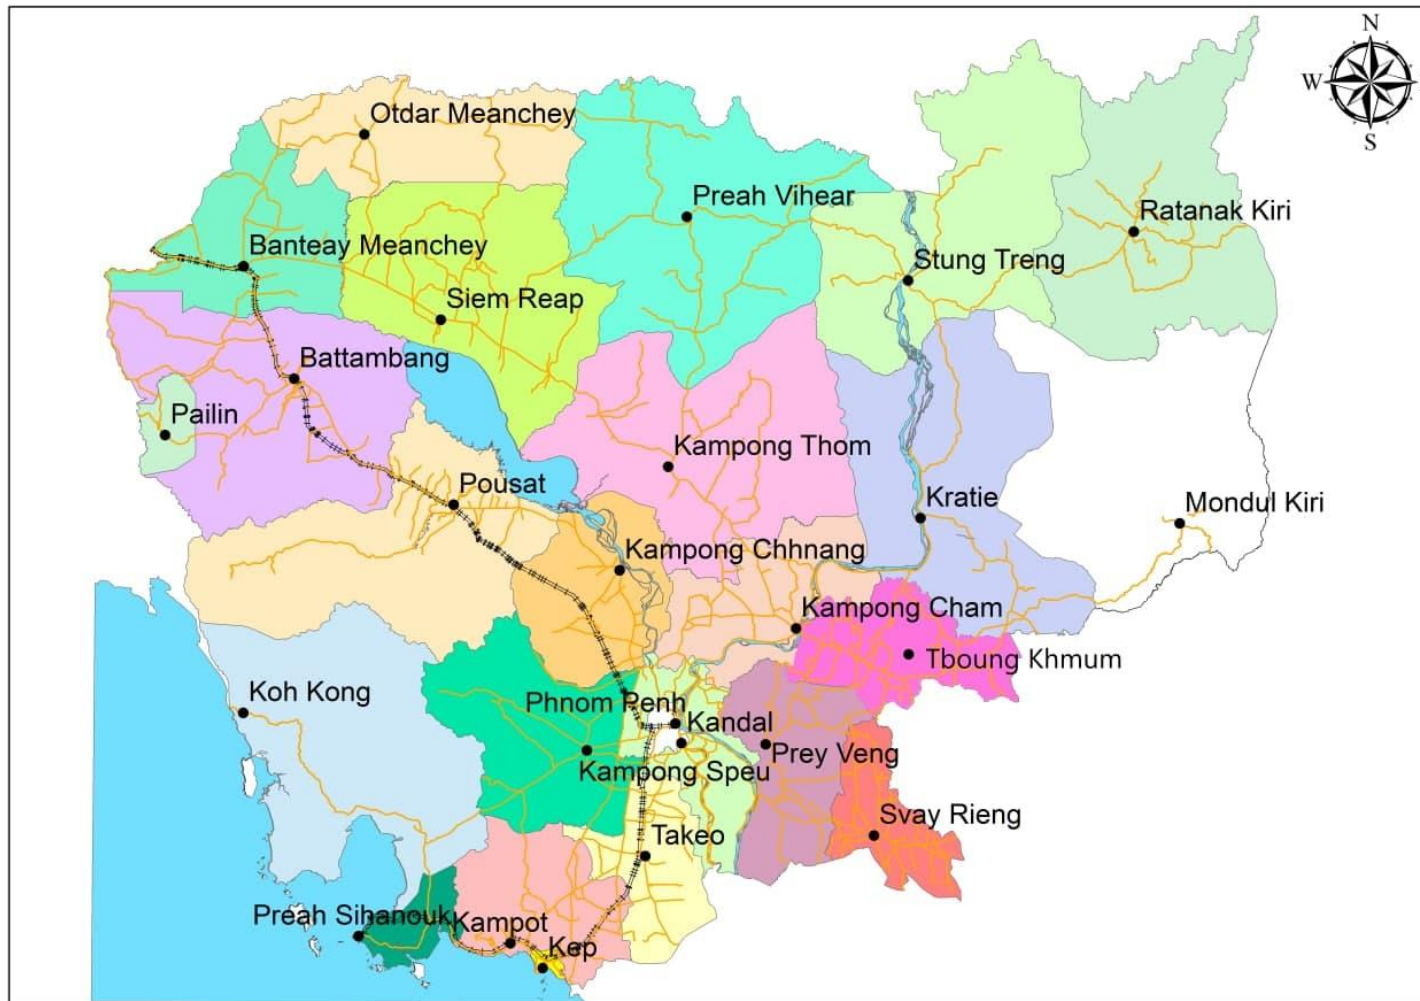 N
W
S
Otdar Meanchey
Preah Vihear
Ratanak Kiri
Banteay Meanchey
Stung Treng
Siem Reap
Battambang
Pailin
Kampong Thom
Pousat
Kratie
Mondul Kiri
Kampong Chhnang
Kampong Cham
Tboung Khmum
Koh Kong
Phnom Penh
Kandal
Prey Veng
Kampong Speu
Svay Rieng
Takeo
Preah Sihanouk
Kampot
Kep